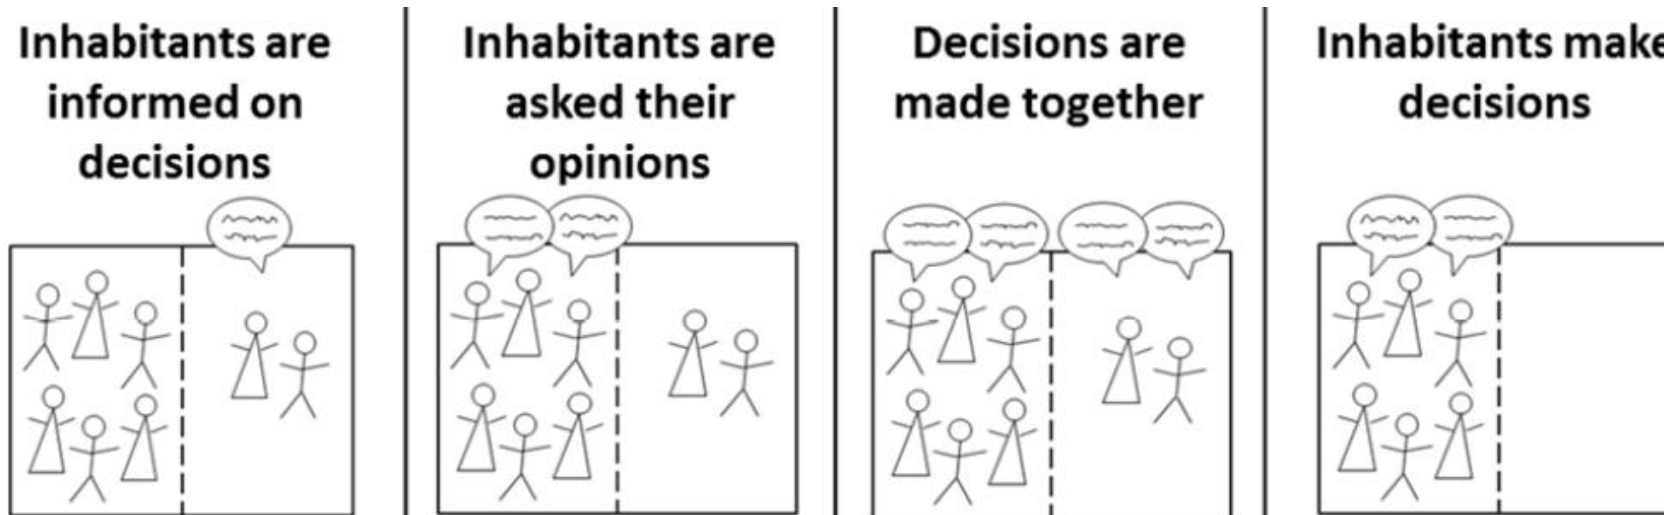 Inhabitants are
informed on
decisions
Inhabitants are
asked their
opinions
Decisions are
made together
Inhabitants make
decisions